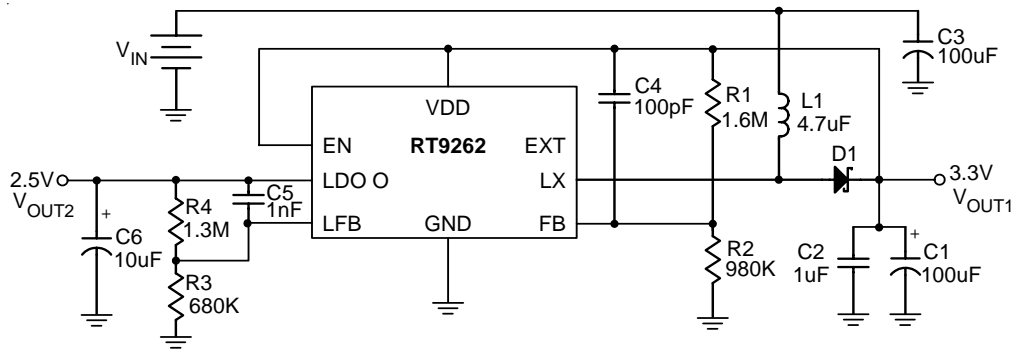 VIN
C3
100uF
VDD
C4
100pF
R1
1.6M
L1
4.7uF
EN
RT9262
EXT
D1
2.5V
VOUT2
LDO O
LX
3.3V
VOUT1
C5
1nF
R4
1.3M
LFB
GND
FB
+
C6
10uF
R3
680K
R2
980K
C2
1uF
+
C1
100uF